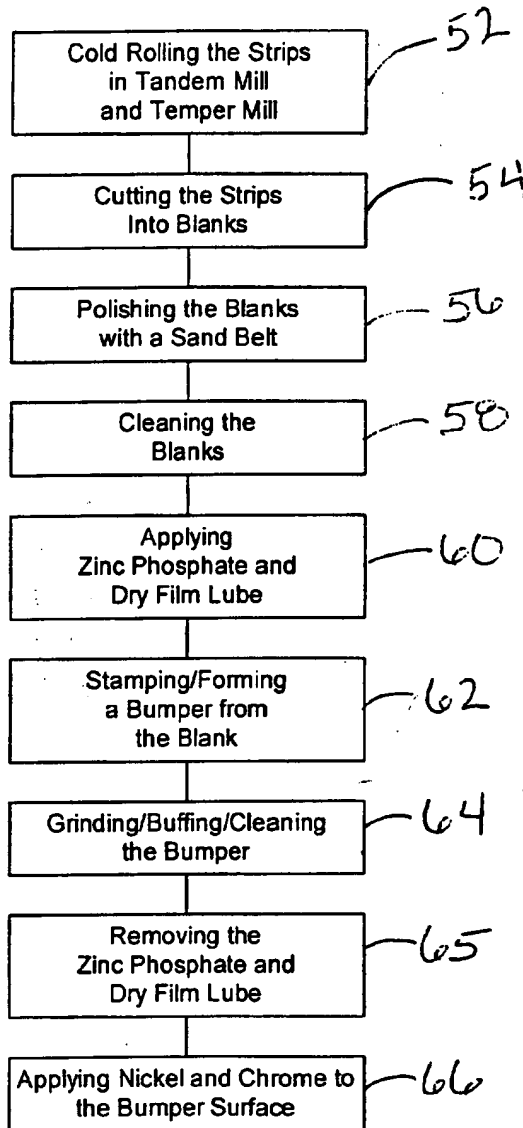 Cold Rolling the Strips
in Tandem Mill
and Temper Mill
52
Cutting the Strips
Into Blanks
54
Polishing the Blanks
with a Sand Belt
56
Cleaning the
Blanks
58
Applying
Zinc Phosphate and
Dry Film Lube
60
Stamping/Forming
a Bumper from
the Blank
62
Grinding/Buffing/Cleaning
the Bumper
64
Removing the
Zinc Phosphate and
Dry Film Lube
65
Applying Nickel and Chrome to
the Bumper Surface
66